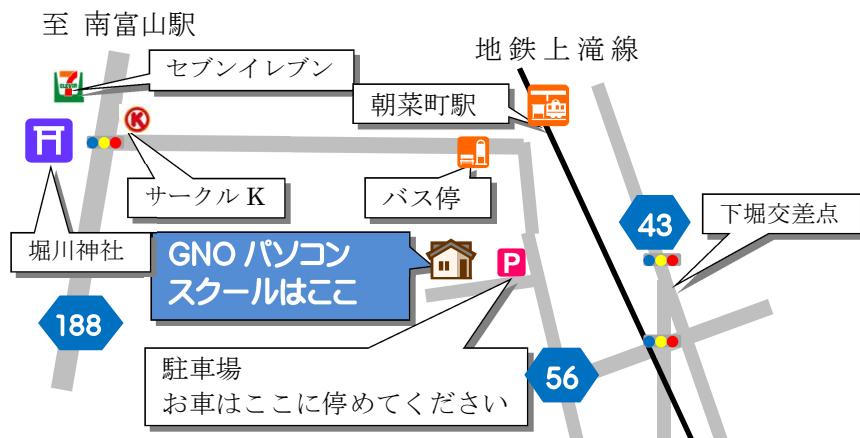 至 南富山駅
地鉄上滝線
セブンイレブン
7
ELEVEN
朝菜町駅
K
サークル K
バス停
下堀交差点
43
堀川神社
GNO パソコン
スクールはここ
P
188
駐車場
お車はここに停めてください
56